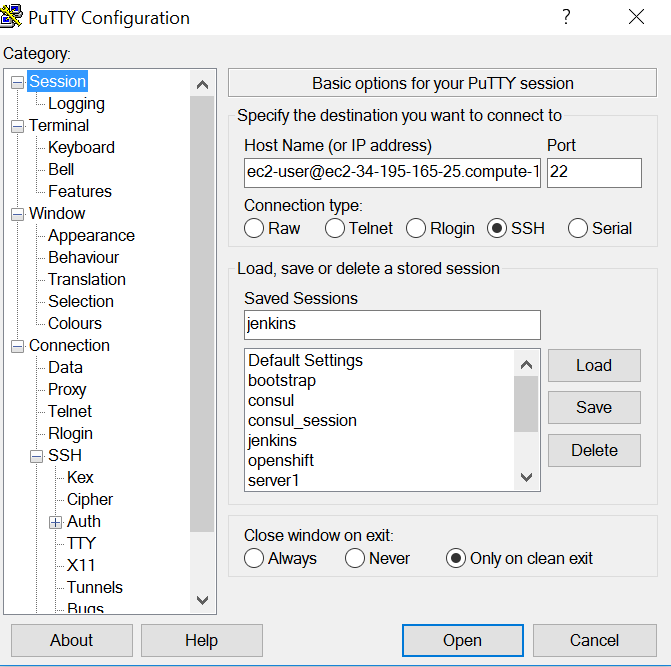 PuTTY Configuration
?
Category:
Session
Logging
Terminal
Keyboard
Bell
Features
Window
Appearance
Behaviour
Translation
Selection
Colours
Connection
Data
Proxy
Telnet
Rlogin
SSH
Kex
Cipher
Auth
TTY
X11
Tunnels
Bugs
Basic options for your PuTTY session
Specify the destination you want to connect to
Host Name (or IP address) Port
ec2-user@ec2-34-195-165-25.compute-1 22
Connection type:
Raw Telnet Rlogin SSH Serial
Load, save or delete a stored session
Saved Sessions
jenkins
Default Settings
bootstrap
consul
consul_session
jenkins
openshift
server1
Load
Save
Delete
Close window on exit:
Always Never Only on clean exit
About Help Open Cancel